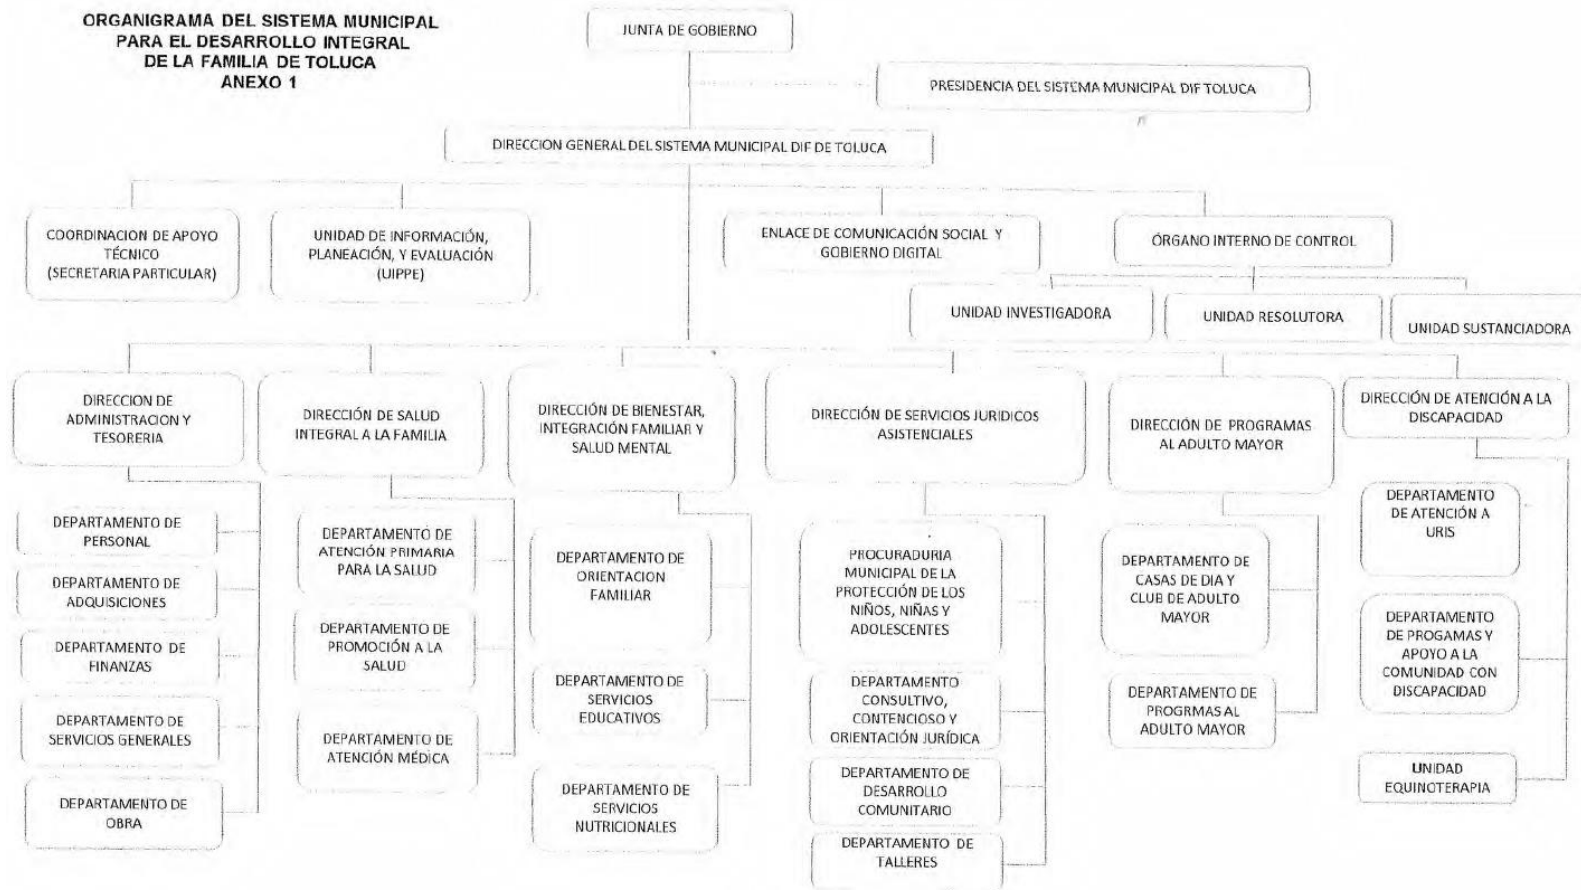 ORGANIGRAMA DEL SISTEMA MUNICIPAL
PARA EL DESARROLLO INTEGRAL
DE LA FAMILIA DE TOLUCA
ANEXO 1
JUNTA DE GOBIERNO
PRESIDENCIA DEL SISTEMA MUNICIPAL DIF TOLUCA
DIRECCION GENERAL DEL SISTEMA MUNICIPAL DIF DE TOLUCA
COORDINACION DE APOYO
TÉCNICO
(SECRETARIA PARTICULAR)
UNIDAD DE INFORMACIÓN,
PLANEACIÓN, Y EVALUACIÓN
(UIPPE)
ENLACE DE COMUNICACIÓN SOCIAL Y
GOBIERNO DIGITAL
ÓRGANO INTERNO DE CONTROL
UNIDAD INVESTIGADORA
UNIDAD RESOLUTORA
UNIDAD SUSTANCIADORA
DIRECCION DE
ADMINISTRACION Y
TESORERIA
DIRECCIÓN DE SALUD
INTEGRAL A LA FAMILIA
DIRECCIÓN DE BIENESTAR,
INTEGRACIÓN FAMILIAR Y
SALUD MENTAL
DIRECCIÓN DE SERVICIOS JURIDICOS
ASISTENCIALES
DIRECCIÓN DE PROGRAMAS
AL ADULTO MAYOR
DIRECCIÓN DE ATENCIÓN A LA
DISCAPACIDAD
DEPARTAMENTO DE
PERSONAL
DEPARTAMENTO DE
ADQUISICIONES
DEPARTAMENTO DE
FINANZAS
DEPARTAMENTO DE
SERVICIOS GENERALES
DEPARTAMENTO DE
OBRA
DEPARTAMENTO DE
ATENCIÓN PRIMARIA
PARA LA SALUD
DEPARTAMENTO DE
PROMOCIÓN A LA
SALUD
DEPARTAMENTO DE
ATENCIÓN MÉDICA
DEPARTAMENTO DE
ORIENTACION
FAMILIAR
DEPARTAMENTO DE
SERVICIOS
EDUCATIVOS
DEPARTAMENTO DE
SERVICIOS
NUTRICIONALES
PROCURADURIA
MUNICIPAL DE LA
PROTECCIÓN DE LOS
NIÑOS, NIÑAS Y
ADOLESCENTES
DEPARTAMENTO
CONSULTIVO,
CONTENCIOSO Y
ORIENTACIÓN JURÍDICA
DEPARTAMENTO DE
DESARROLLO
COMUNITARIO
DEPARTAMENTO DE
TALLERES
DEPARTAMENTO DE
CASAS DE DIA Y
CLUB DE ADULTO
MAYOR
DEPARTAMENTO DE
PROGRMAS AL
ADULTO MAYOR
DEPARTAMENTO
DE ATENCIÓN A
URIS
DEPARTAMENTO
DE PROGAMAS Y
APOYO A LA
COMUNIDAD CON
DISCAPACIDAD
UNIDAD
EQUINOTERAPIA